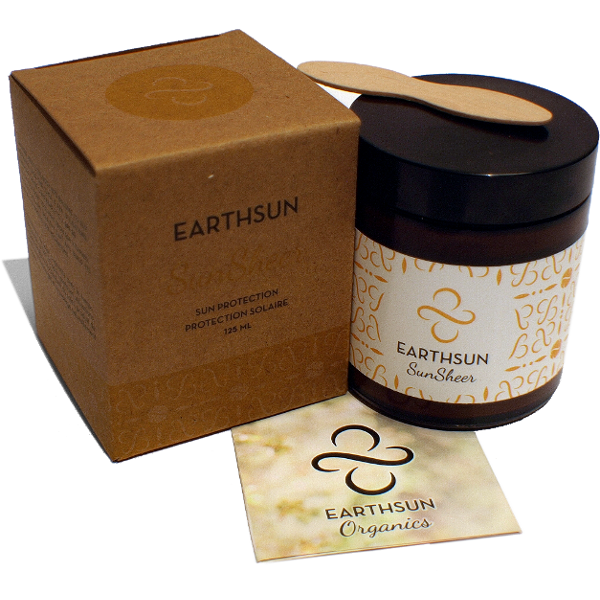 EARTHSUN
SunSheer
SUN PROTECTION
PROTECTION SOLAIRE
125 ML
EARTHSUN
SunSheer
EARTHSUN
Organics